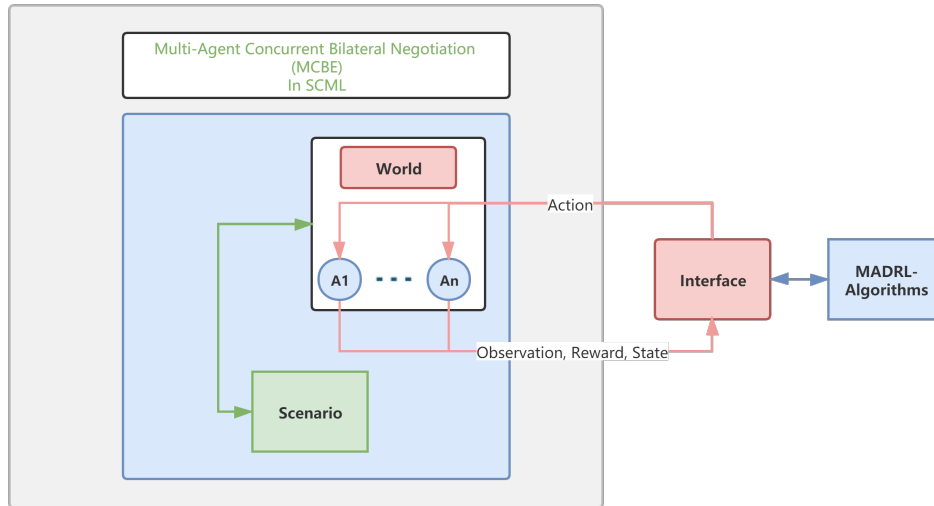 Multi-Agent Concurrent Bilateral Negotiation
(MCBE)
In SCML
World
Action
A1
An
Interface
MADRL-
Algorithms
Observation, Reward, State
Scenario